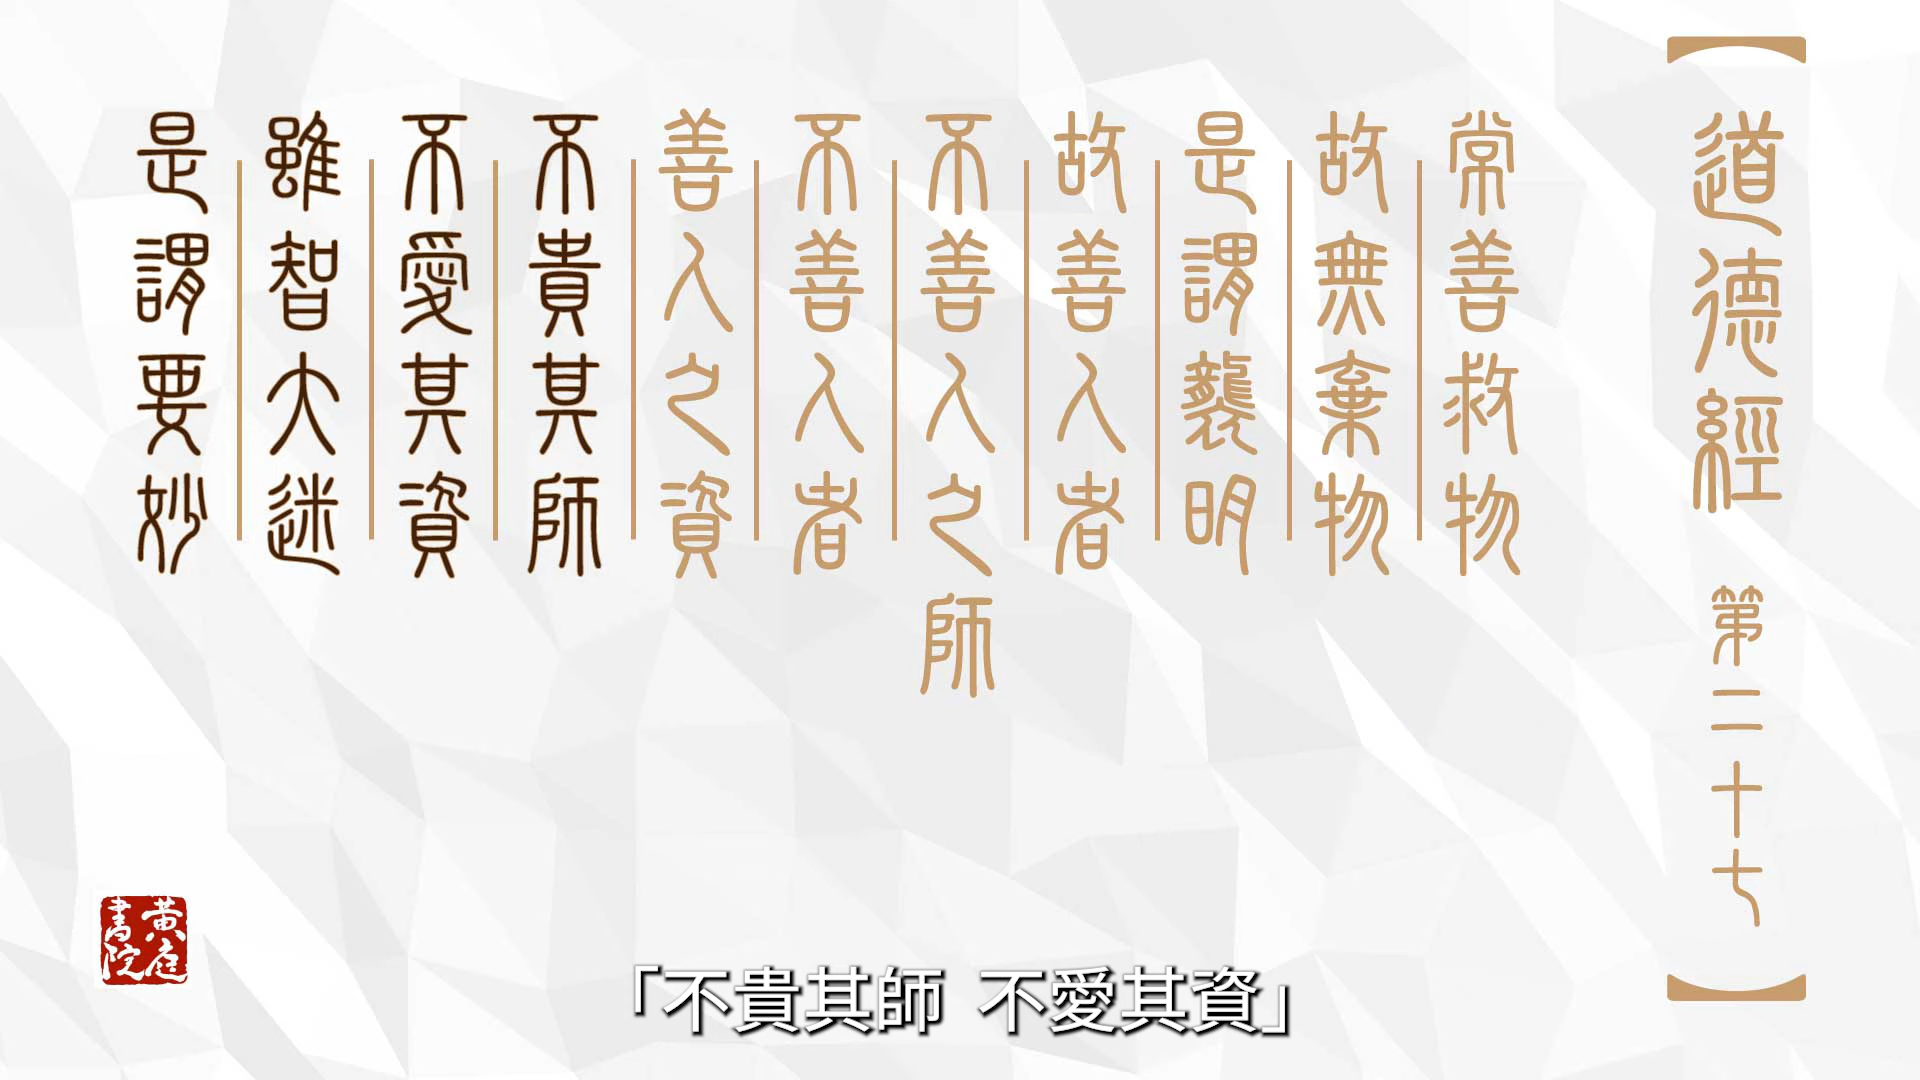 道德經 第二十七
常善救物
故無棄物
是謂襲明
故善人者
不善人之師
不善人者
善人之資
不貴其師
不愛其資
雖智大迷
是謂要妙
黃庭書院
「不貴其師 不愛其資」